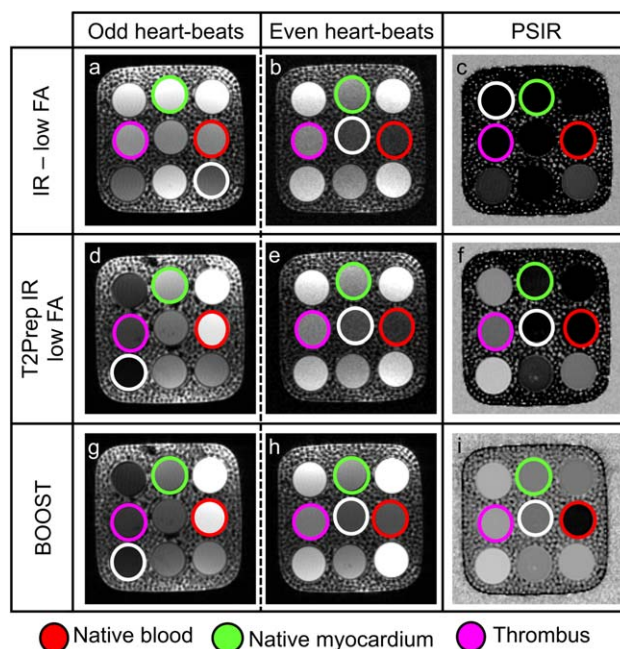 Odd heart-beats Even heart-beats PSIR
IR – low FA
a b c
T2Prep IR
low FA
d e f
BOOST
g h i
Native blood Native myocardium Thrombus